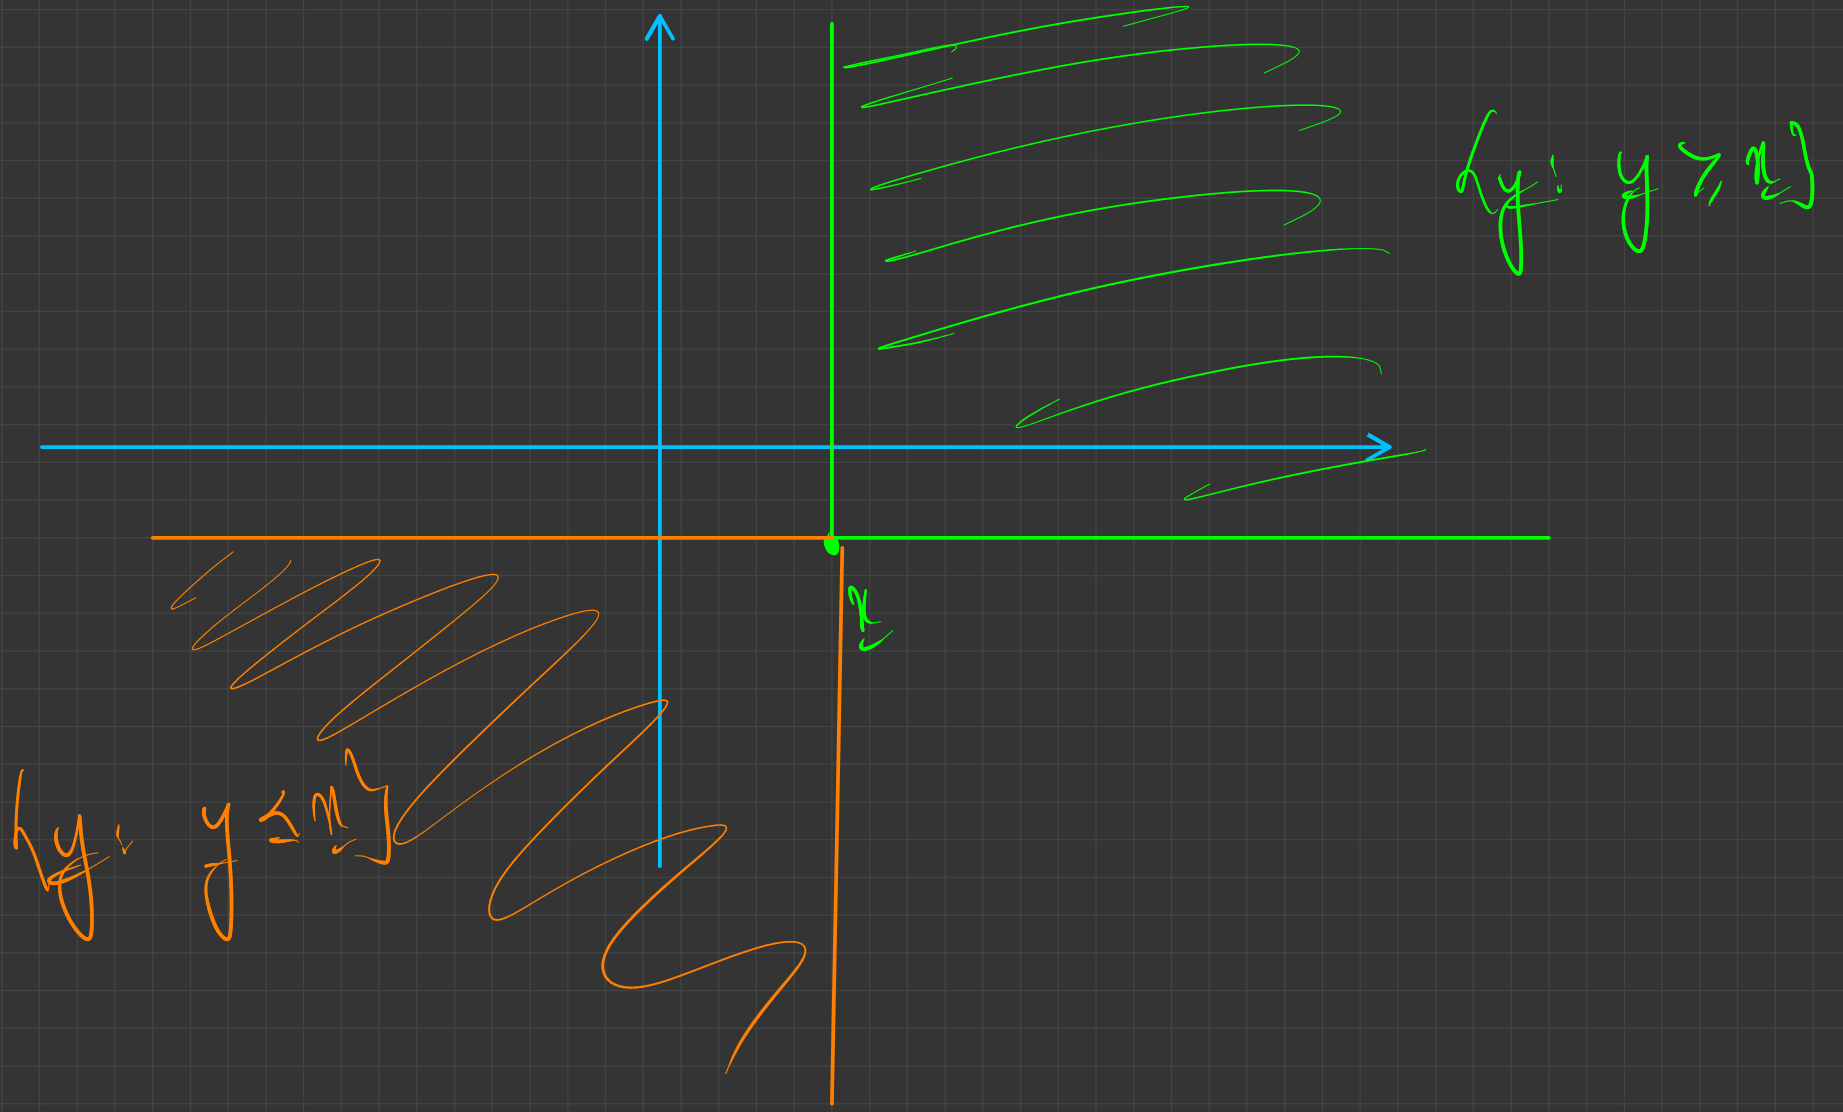 {y : y ≥ x}
x
{y : y ≤ x}